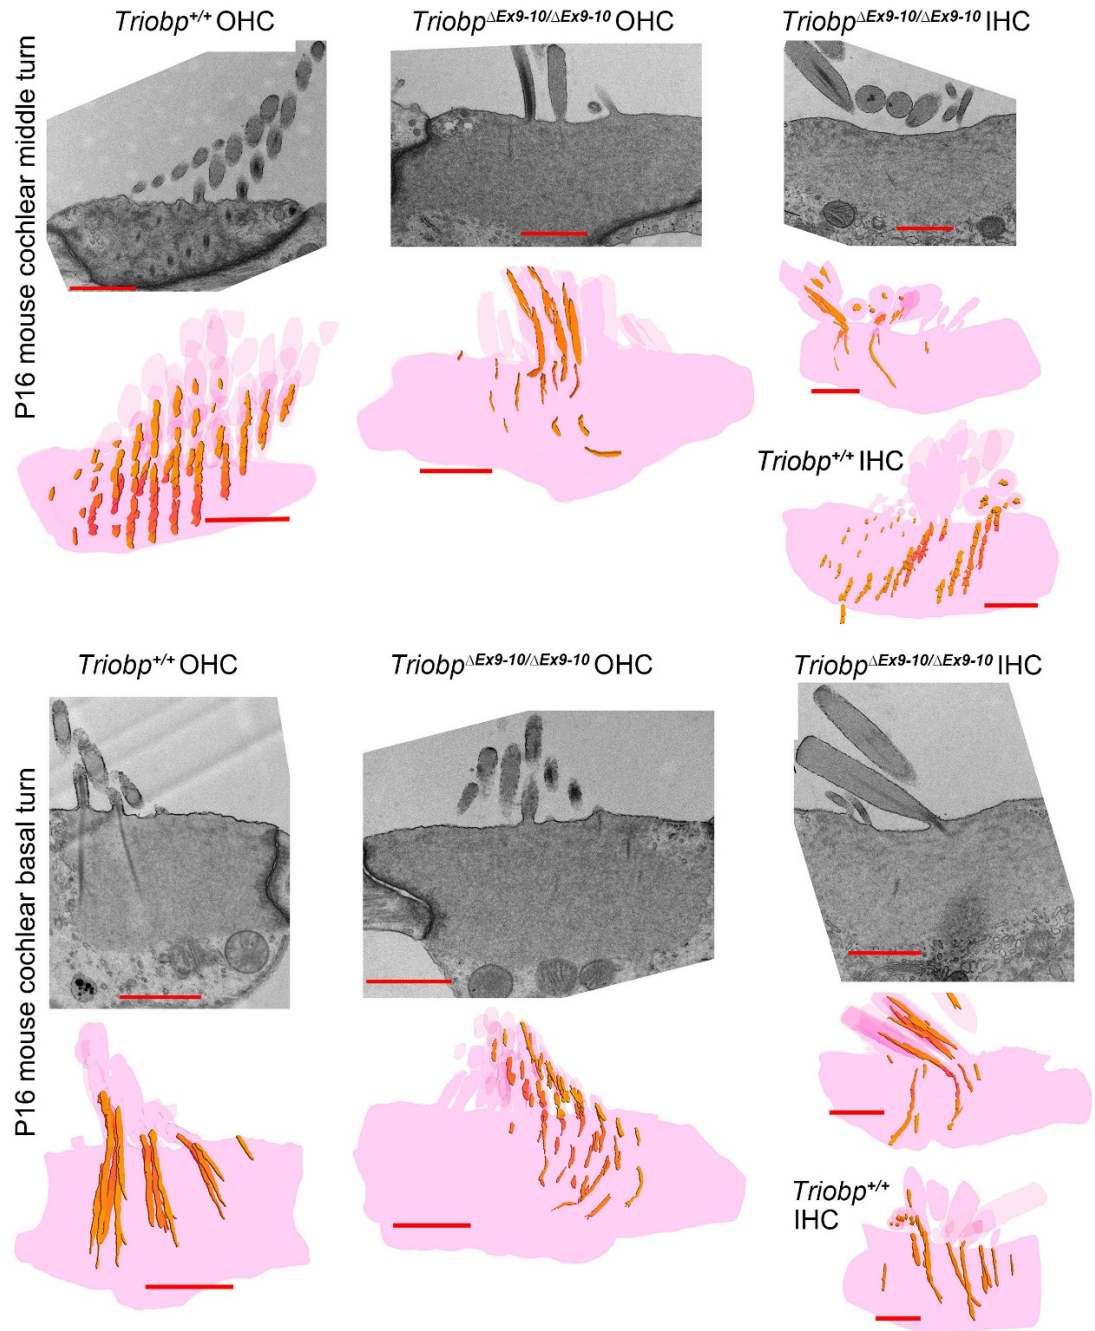 Triobp+/+ OHC
TriobpΔEx9-10/ΔEx9-10 OHC
TriobpΔEx9-10/ΔEx9-10 IHC
P16 mouse cochlear middle turn
Triobp+/+ IHC
Triobp+/+ OHC
TriobpΔEx9-10/ΔEx9-10 OHC
TriobpΔEx9-10/ΔEx9-10 IHC
P16 mouse cochlear basal turn
Triobp+/+
IHC